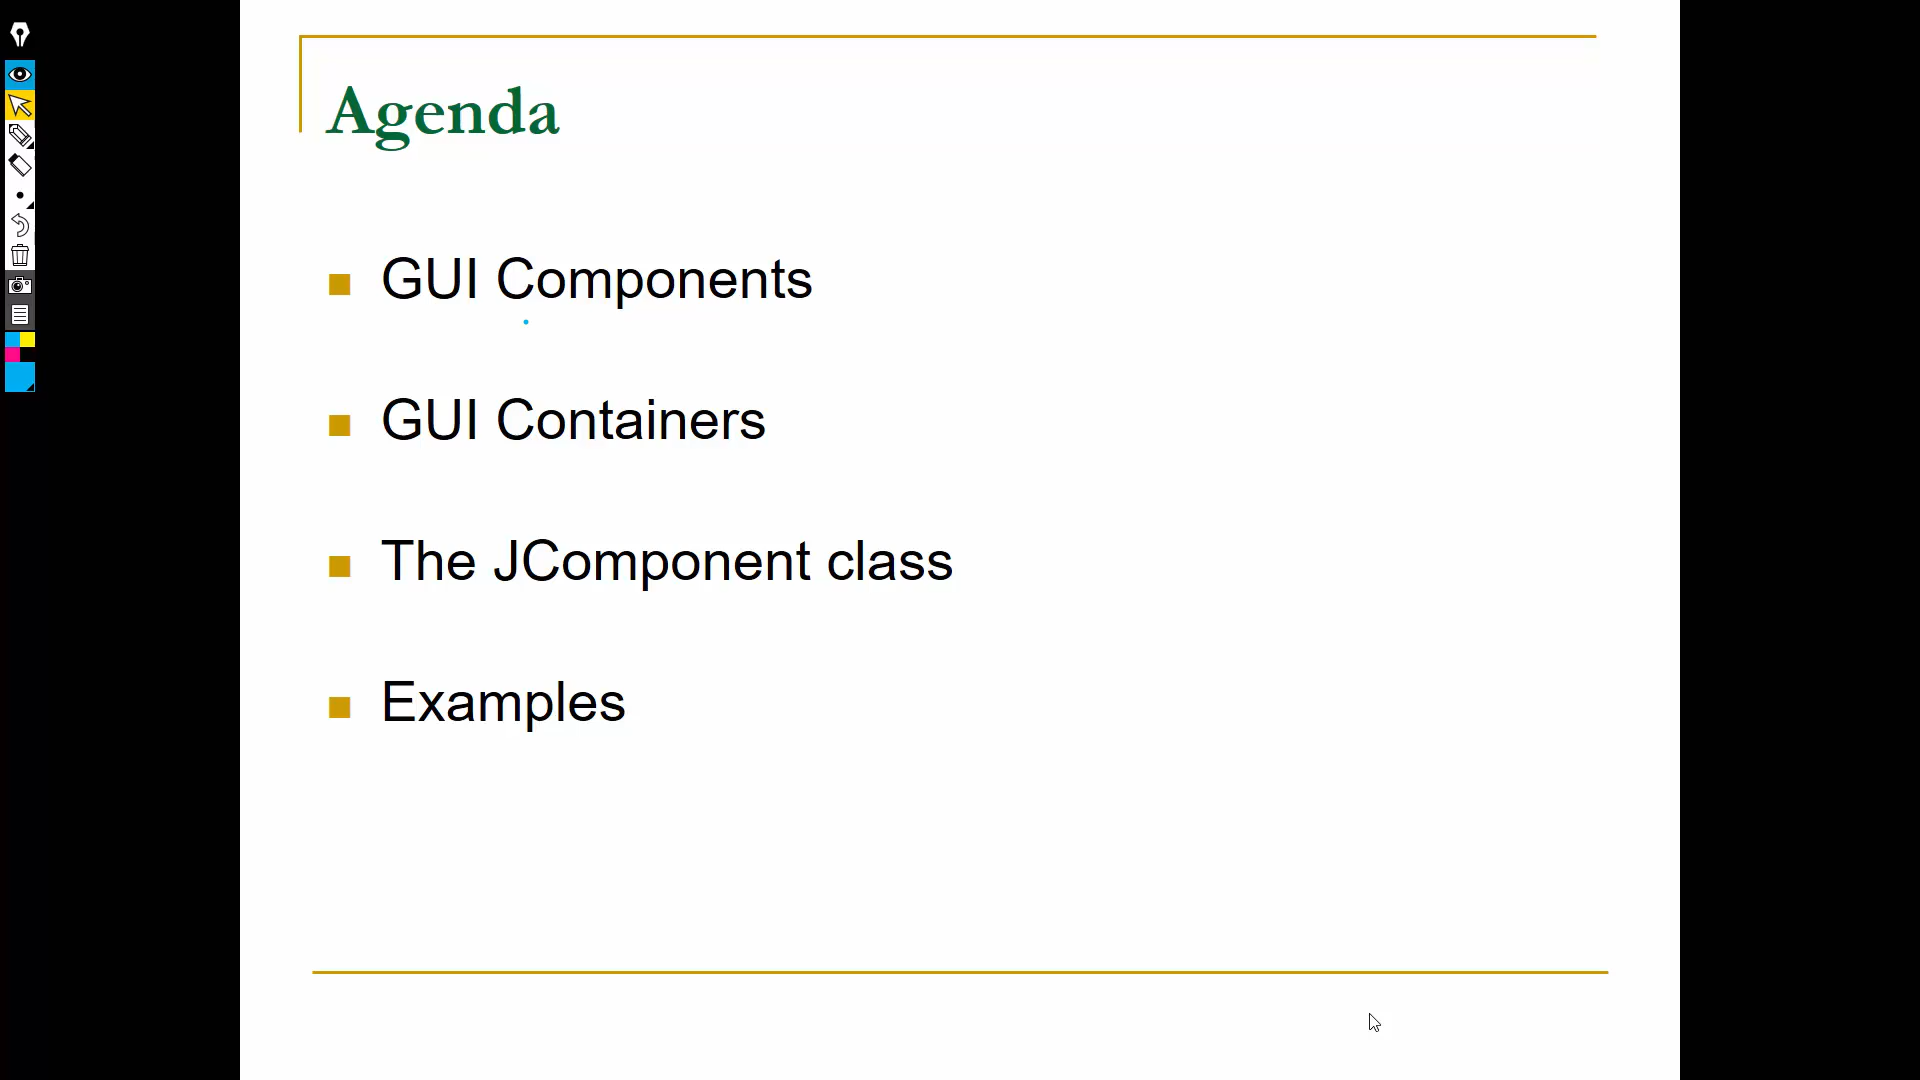 Agenda
GUI Components
GUI Containers
The JComponent class
Examples